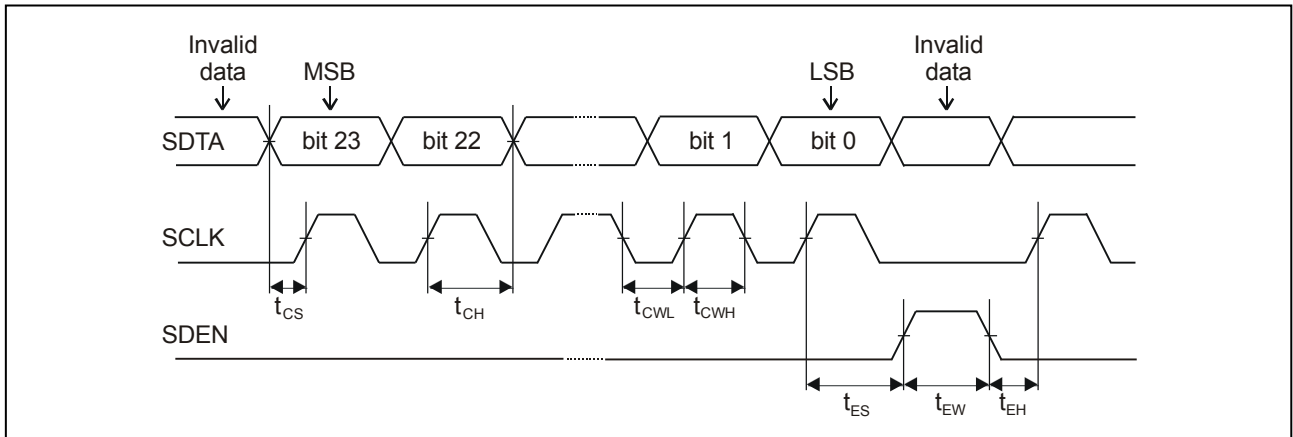 Invalid
data
MSB
LSB
Invalid
data
SDTA
bit 23
bit 22
bit 1
bit 0
SCLK
tCS
tCH
tCWL
tCWH
SDEN
tES
tEW
tEH